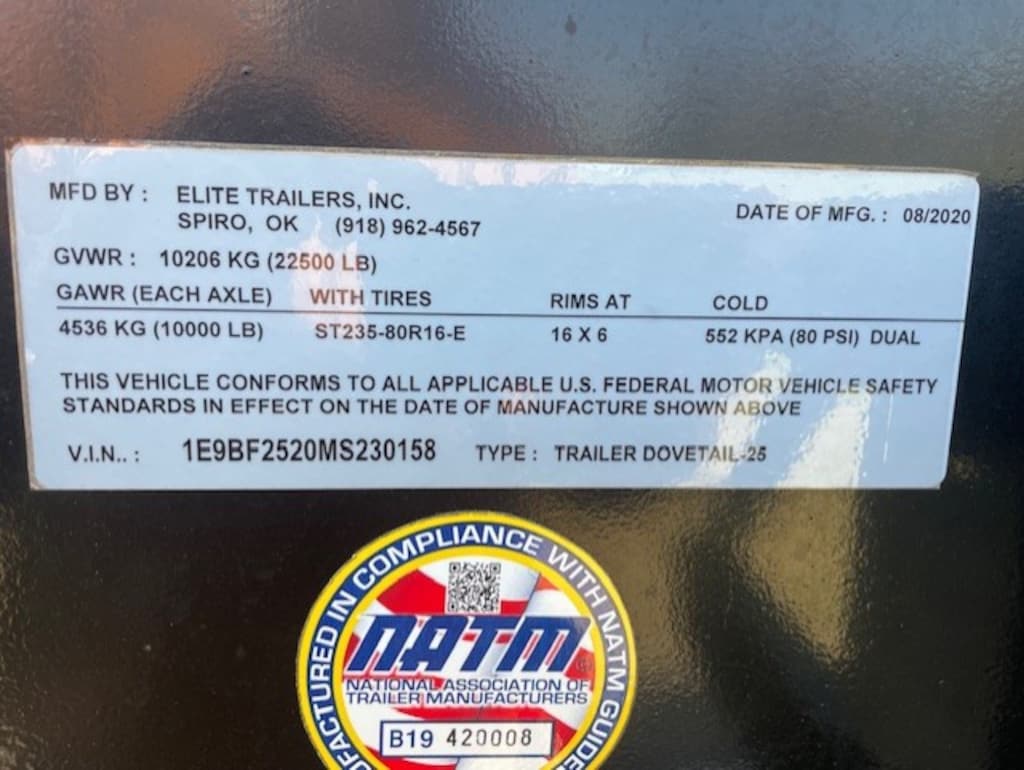 MFD BY : ELITE TRAILERS, INC.
SPIRO, OK (918) 962-4567
DATE OF MFG. : 08/2020
GVWR : 10206 KG (22500 LB)
GAWR (EACH AXLE) WITH TIRES RIMS AT COLD
4536 KG (10000 LB) ST235-80R16-E 16 X 6 552 KPA (80 PSI) DUAL
THIS VEHICLE CONFORMS TO ALL APPLICABLE U.S. FEDERAL MOTOR VEHICLE SAFETY
STANDARDS IN EFFECT ON THE DATE OF MANUFACTURE SHOWN ABOVE
V.I.N.. : 1E9BF2520MS230158 TYPE : TRAILER DOVETAIL-25
IN COMPLIANCE WITH NATM
NATM®
NATIONAL ASSOCIATION OF
TRAILER MANUFACTURERS
B19 420008